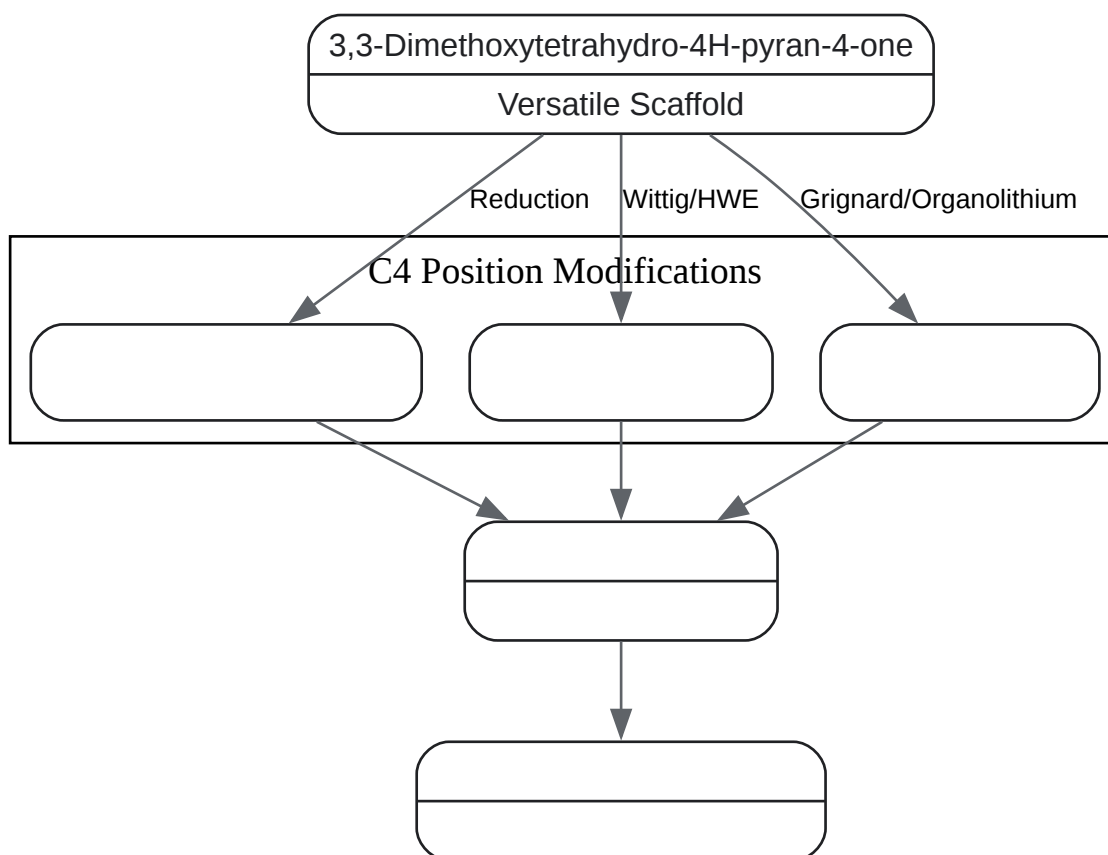 3,3-Dimethoxytetrahydro-4H-pyran-4-one
Versatile Scaffold
Reduction
Wittig/HWE
Grignard/Organolithium
C4 Position Modifications